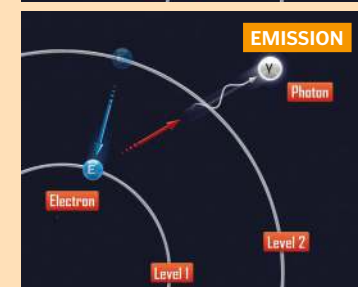 EMISSION
Y
Photon
E
E
Electron
Level 2
Level 1